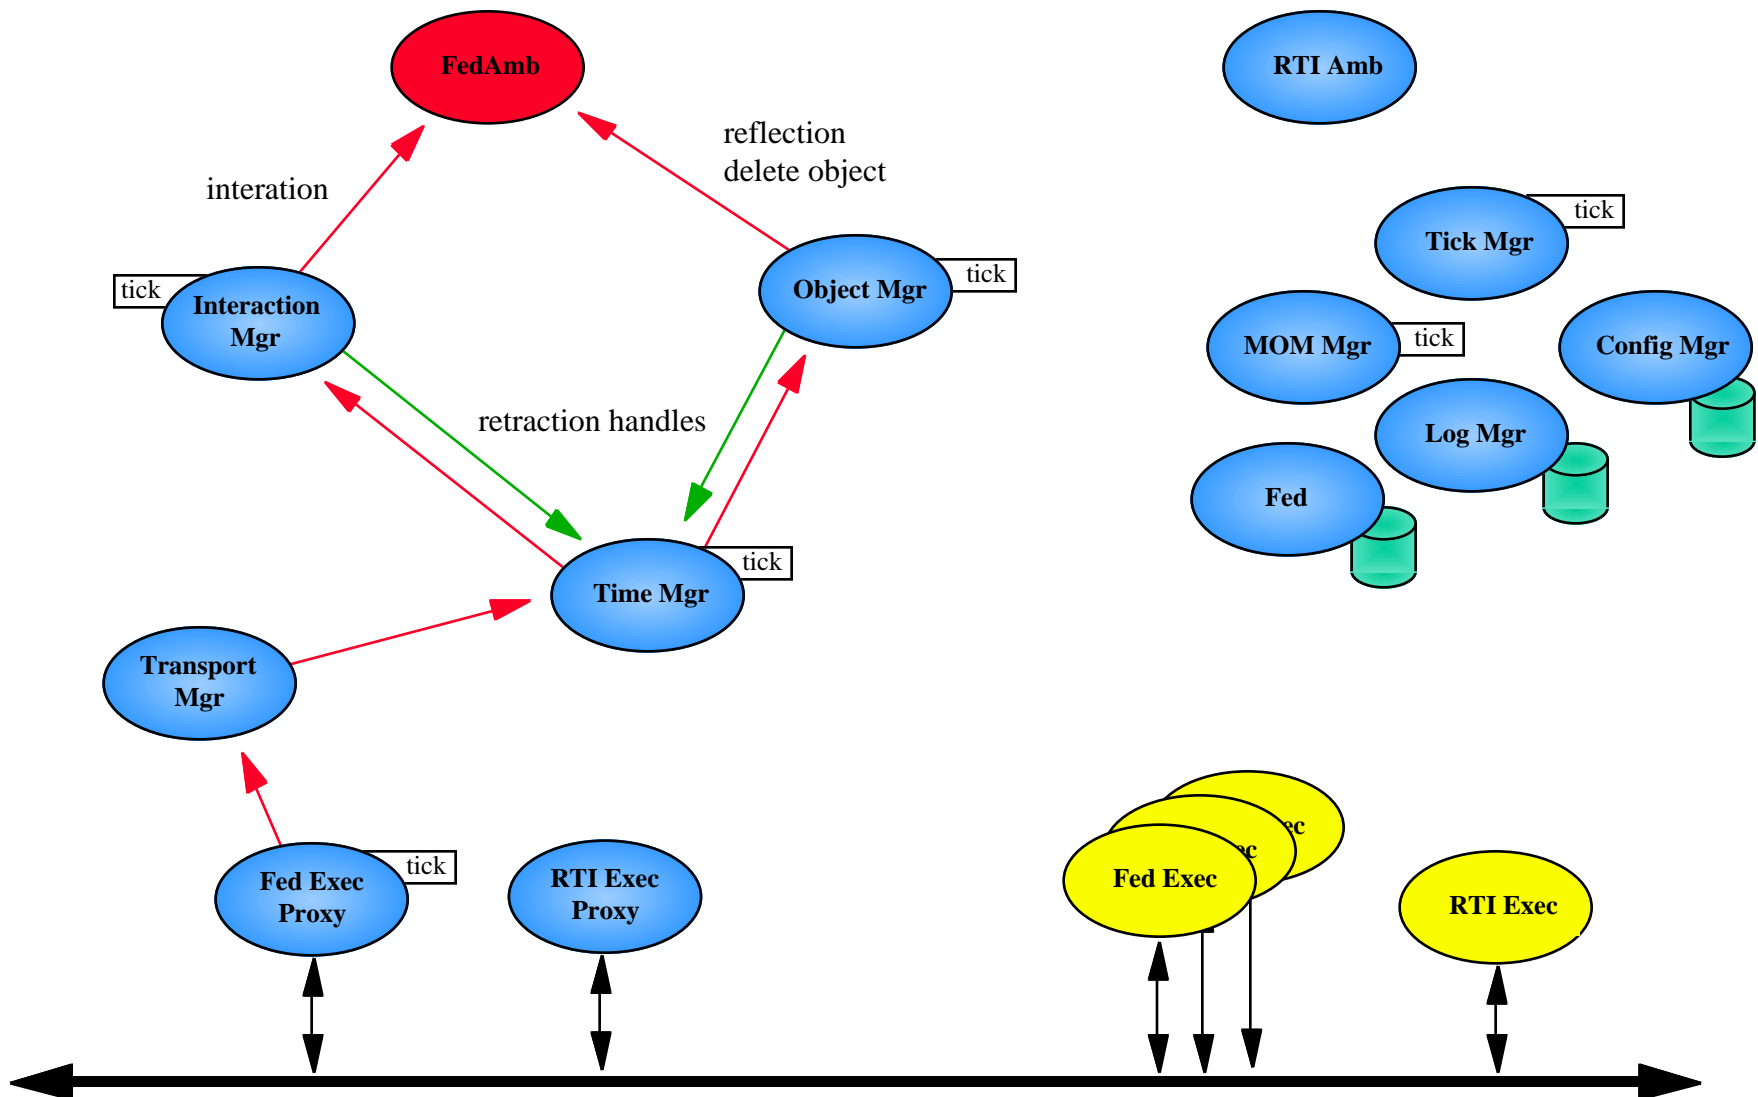 FedAmb
RTI Amb
reflection
delete object
interation
tick
Tick Mgr
tick
Interaction
Mgr
Object Mgr
tick
MOM Mgr
tick
Config Mgr
retraction handles
Log Mgr
Fed
Time Mgr
tick
Transport
Mgr
Fed Exec
Proxy
tick
RTI Exec
Proxy
ec
ec
Fed Exec
RTI Exec